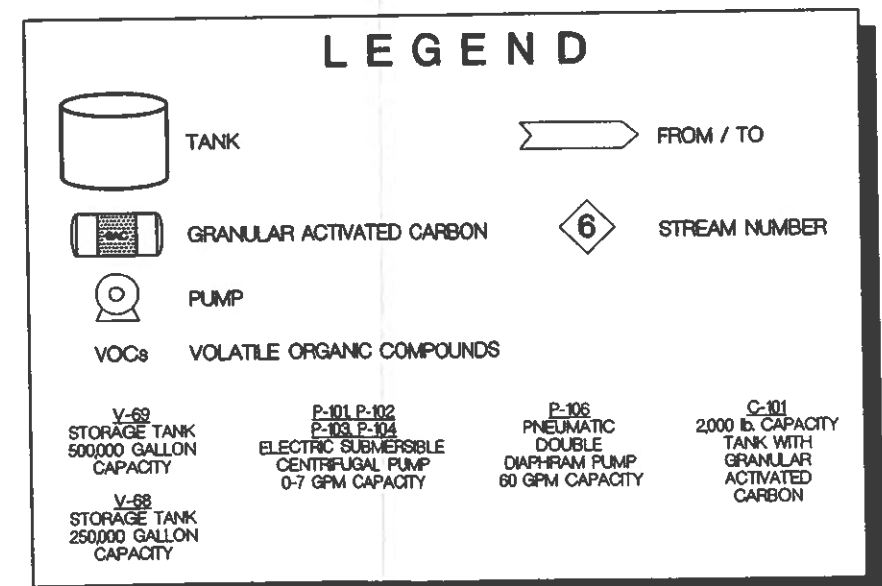 LEGEND
TANK
FROM / TO
GAC
GRANULAR ACTIVATED CARBON
6
STREAM NUMBER
PUMP
VOCs VOLATILE ORGANIC COMPOUNDS
V-69
STORAGE TANK
500,000 GALLON
CAPACITY
V-68
STORAGE TANK
250,000 GALLON
CAPACITY
P-101, P-102
P-103, P-104
ELECTRIC SUBMERSIBLE
CENTRIFUGAL PUMP
0-7 GPM CAPACITY
P-106
PNEUMATIC
DOUBLE
DIAPHRAM PUMP
60 GPM CAPACITY
C-101
2,000 lb. CAPACITY
TANK WITH
GRANULAR
ACTIVATED
CARBON